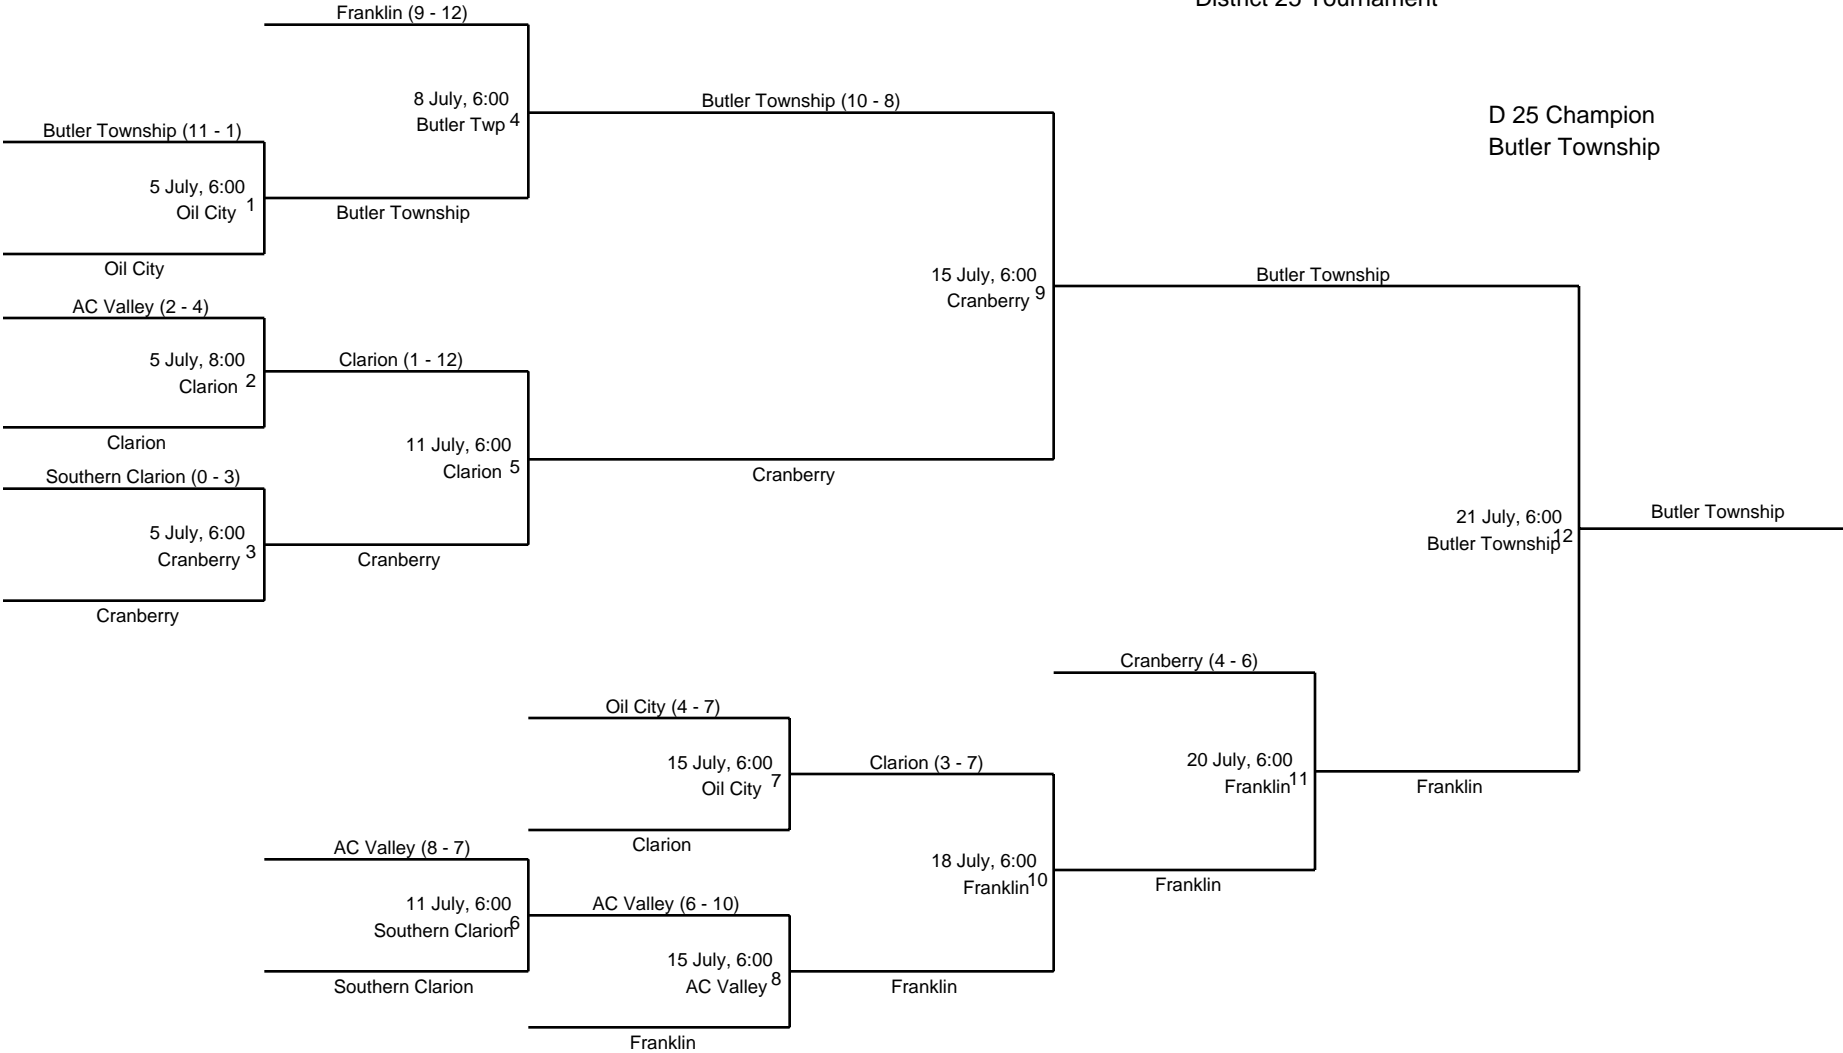 District 25 Tournament
Franklin (9 - 12)
8 July, 6:00
Butler Twp 4
Butler Township (10 - 8)
D 25 Champion
Butler Township
Butler Township (11 - 1)
5 July, 6:00
Oil City 1
Butler Township
Oil City
15 July, 6:00
Cranberry 9
Butler Township
AC Valley (2 - 4)
5 July, 8:00
Clarion 2
Clarion (1 - 12)
Clarion
11 July, 6:00
Clarion 5
Cranberry
Southern Clarion (0 - 3)
5 July, 6:00
Cranberry 3
Cranberry
Cranberry
21 July, 6:00
Butler Township 12
Butler Township
Cranberry (4 - 6)
Oil City (4 - 7)
15 July, 6:00
Oil City 7
Clarion (3 - 7)
20 July, 6:00
Franklin 11
Franklin
Clarion
AC Valley (8 - 7)
18 July, 6:00
Franklin 10
Franklin
11 July, 6:00
Southern Clarion 6
AC Valley (6 - 10)
Southern Clarion
15 July, 6:00
AC Valley 8
Franklin
Franklin